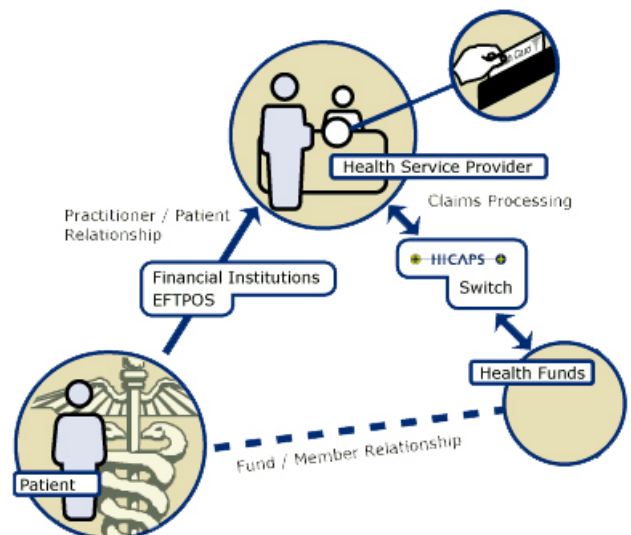 Health Service Provider
Practitioner / Patient
Relationship
Claims Processing
Financial Institutions
EFTPOS
HICAPS
Switch
Health Funds
Fund / Member Relationship
Patient